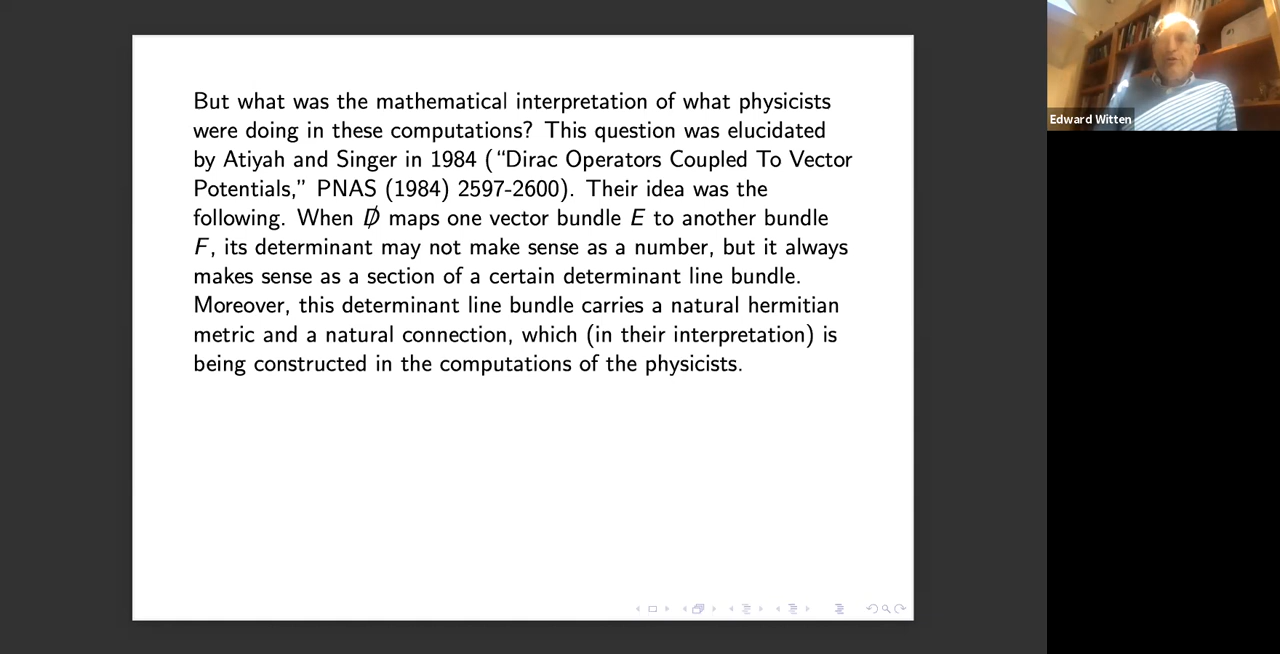 But what was the mathematical interpretation of what physicists
were doing in these computations? This question was elucidated
by Atiyah and Singer in 1984 (“Dirac Operators Coupled To Vector
Potentials,” PNAS (1984) 2597-2600). Their idea was the
following. When D̸ maps one vector bundle E to another bundle
F, its determinant may not make sense as a number, but it always
makes sense as a section of a certain determinant line bundle.
Moreover, this determinant line bundle carries a natural hermitian
metric and a natural connection, which (in their interpretation) is
being constructed in the computations of the physicists.
Edward Witten